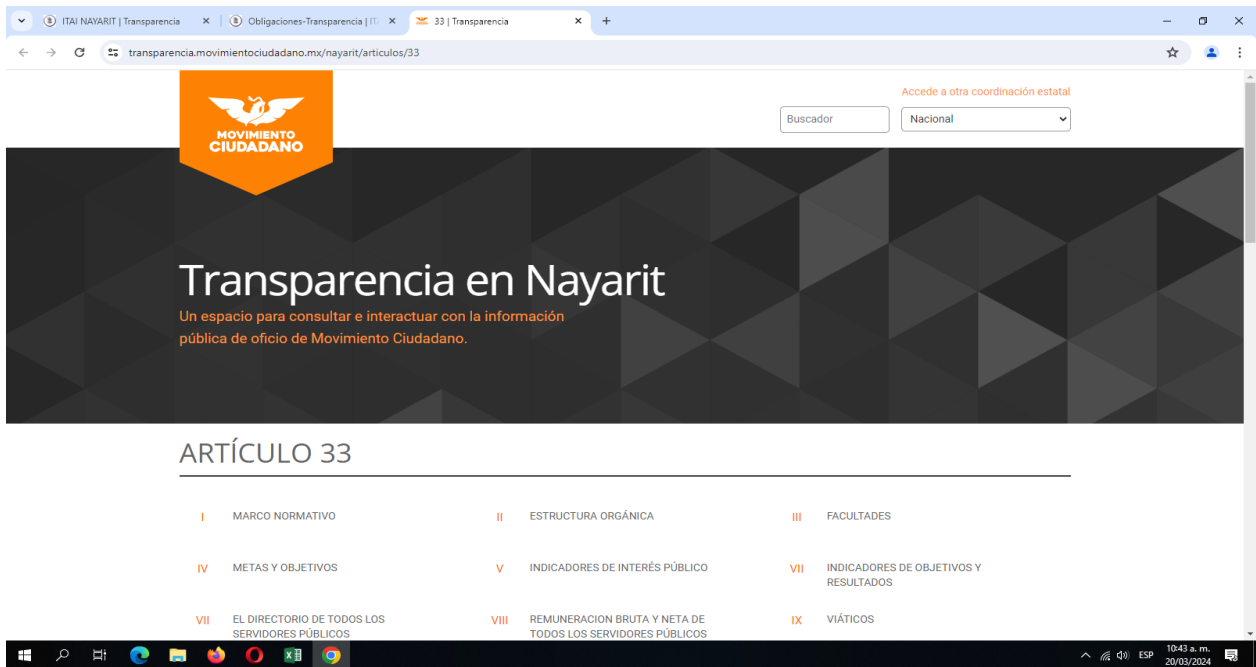 ITAI NAYARIT | Transparencia
Obligaciones-Transparencia | IT
33 | Transparencia
transparencia.movimientociudadano.mx/nayarit/articulos/33
MOVIMIENTO
CIUDADANO
Accede a otra coordinación estatal
Buscador
Nacional
Transparencia en Nayarit
Un espacio para consultar e interactuar con la información
pública de oficio de Movimiento Ciudadano.
ARTÍCULO 33
I MARCO NORMATIVO
II ESTRUCTURA ORGÁNICA
III FACULTADES
IV METAS Y OBJETIVOS
V INDICADORES DE INTERÉS PÚBLICO
VII INDICADORES DE OBJETIVOS Y
RESULTADOS
VII EL DIRECTORIO DE TODOS LOS
SERVIDORES PÚBLICOS
VIII REMUNERACION BRUTA Y NETA DE
TODOS LOS SERVIDORES PÚBLICOS
IX VIÁTICOS
ESP
10:43 a. m.
20/03/2024